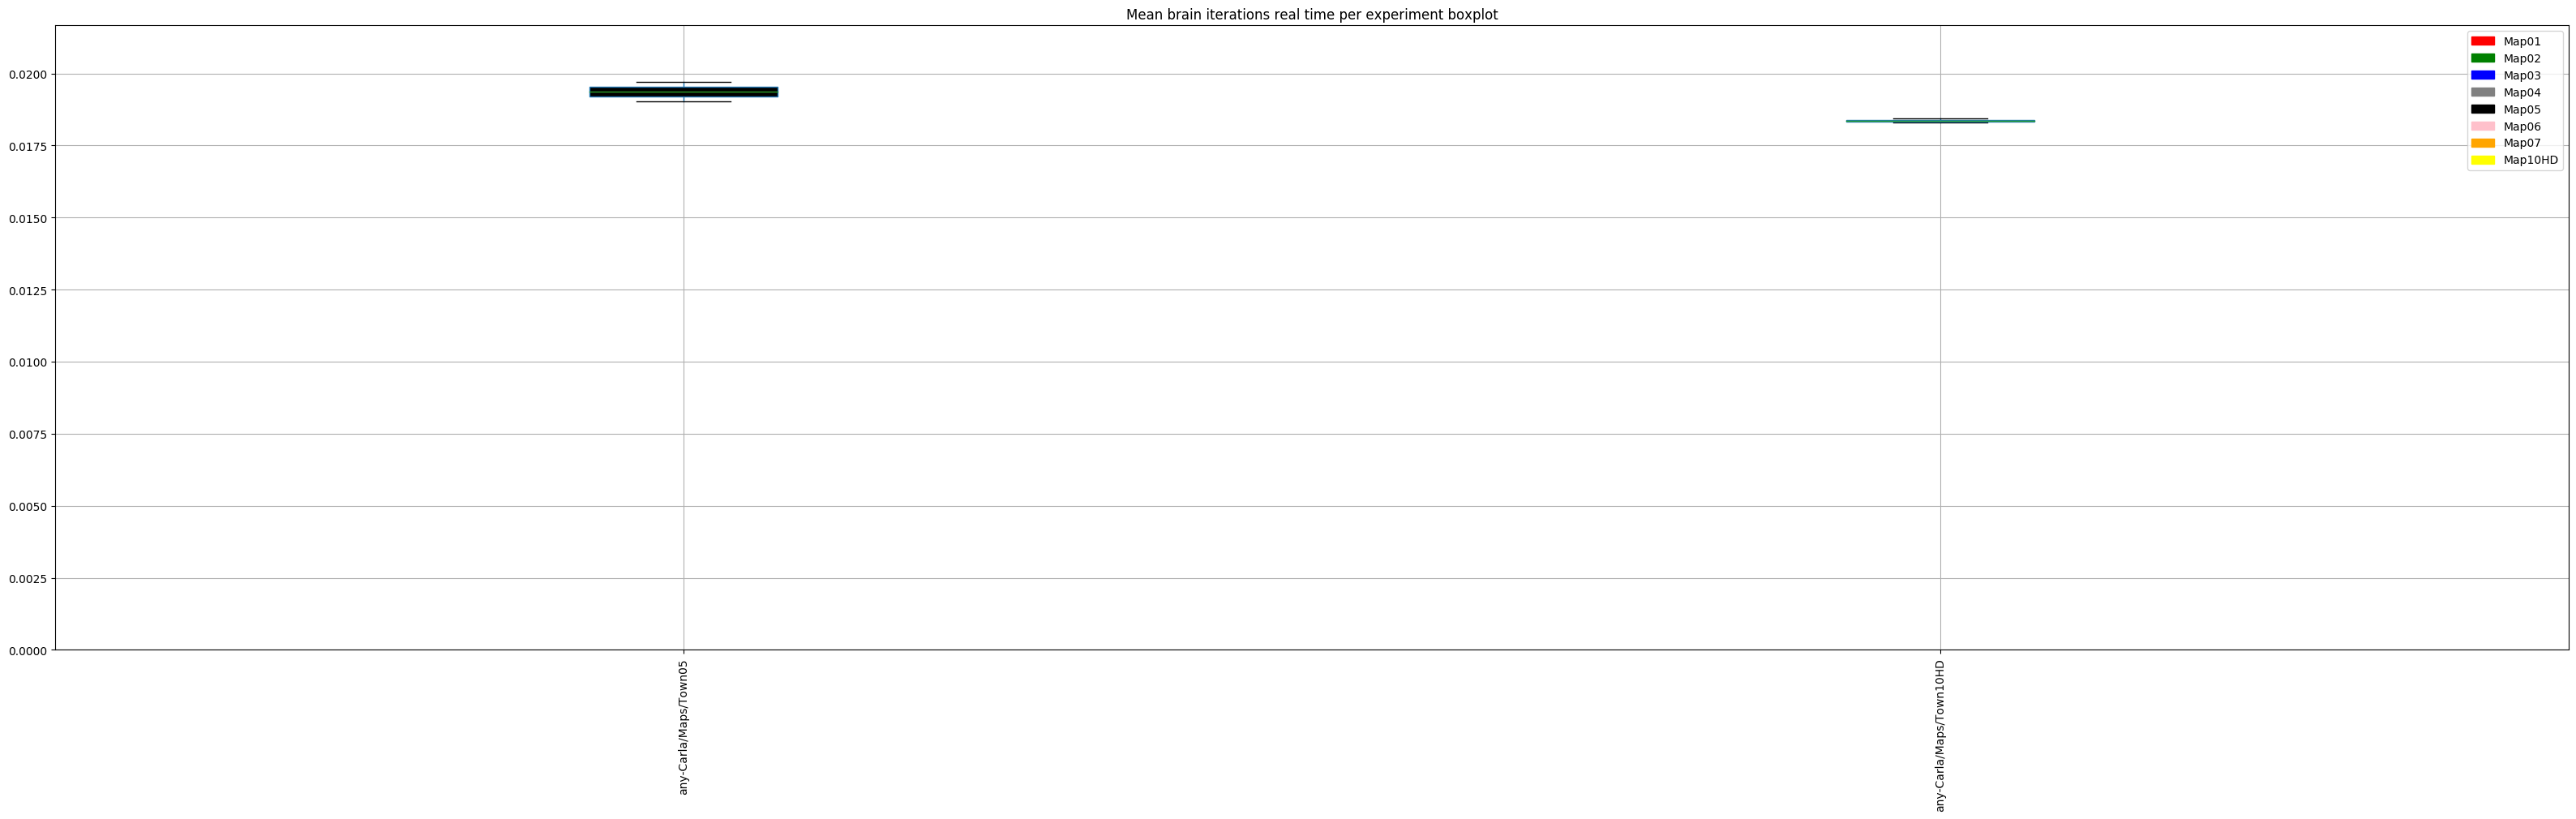 Mean brain iterations real time per experiment boxplot
0.0200
0.0175
0.0150
0.0125
0.0100
0.0075
0.0050
0.0025
0.0000
Map01
Map02
Map03
Map04
Map05
Map06
Map07
Map10HD
any-Carla/Maps/Town05
any-Carla/Maps/Town10HD